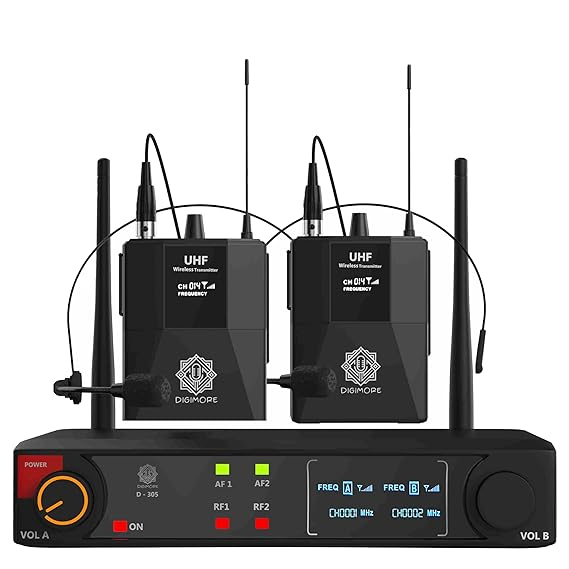 UHF
Wireless Transmitter
CH 014
FREQUENCY
DIGIMORE
UHF
Wireless Transmitter
CH 014
FREQUENCY
DIGIMORE
POWER
VOL A
ON
DIGIMORE
D - 305
AF 1 AF2
RF1 RF2
FREQ A FREQ B
CH0001 MHz CH0002 MHz
VOL B